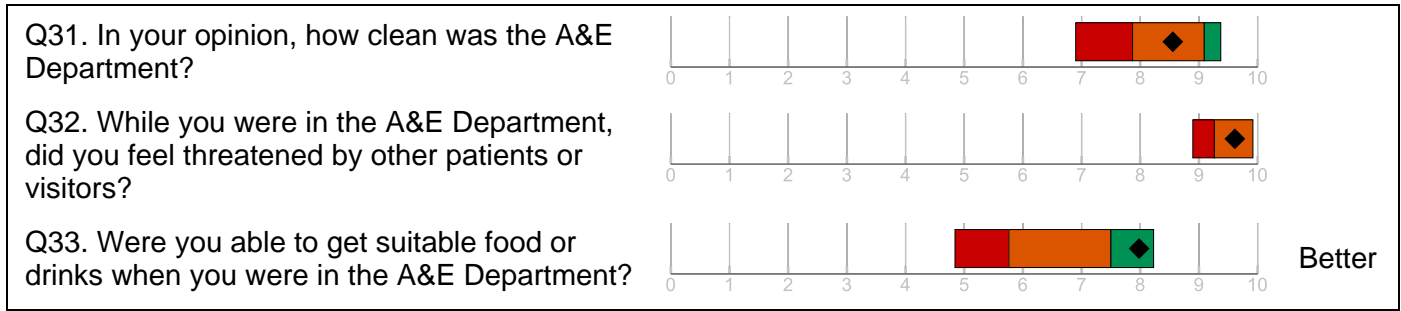 Q31. In your opinion, how clean was the A&E
Department?
0 1 2 3 4 5 6 7 8 9 10
Q32. While you were in the A&E Department,
did you feel threatened by other patients or
visitors?
0 1 2 3 4 5 6 7 8 9 10
Q33. Were you able to get suitable food or
drinks when you were in the A&E Department?
Better
0 1 2 3 4 5 6 7 8 9 10